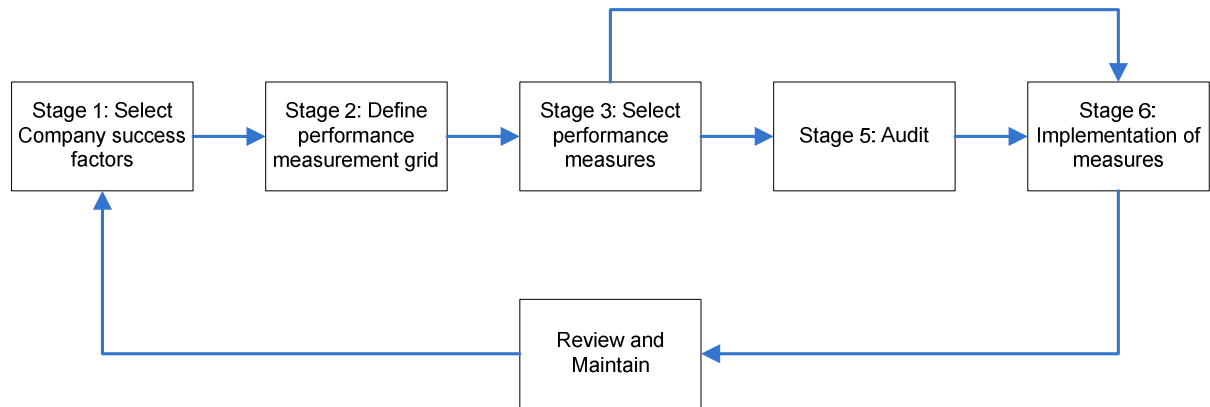 Stage 1: Select
Company success
factors
Stage 2: Define
performance
measurement grid
Stage 3: Select
performance
measures
Stage 5: Audit
Stage 6:
Implementation of
measures
Review and
Maintain